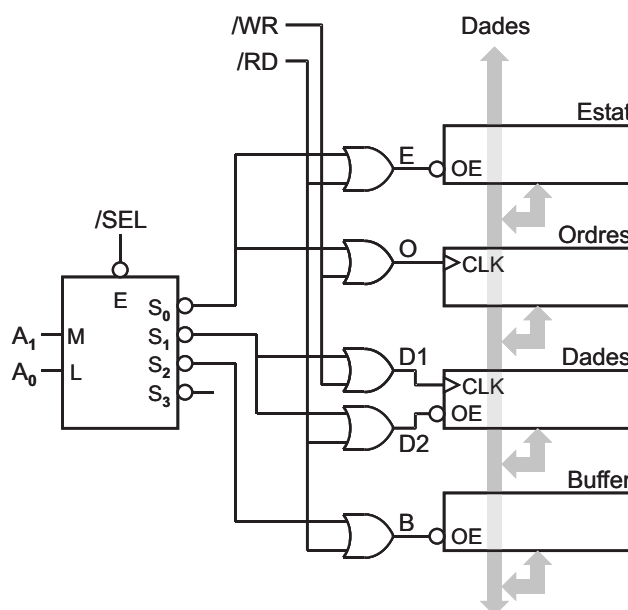 /WR
Dades
/RD
Estat
E
OE
/SEL
Ordres
O
CLK
E
S0
A1
M
S1
Dades
D1
A0
L
S2
CLK
S3
OE
D2
Buffer
B
OE